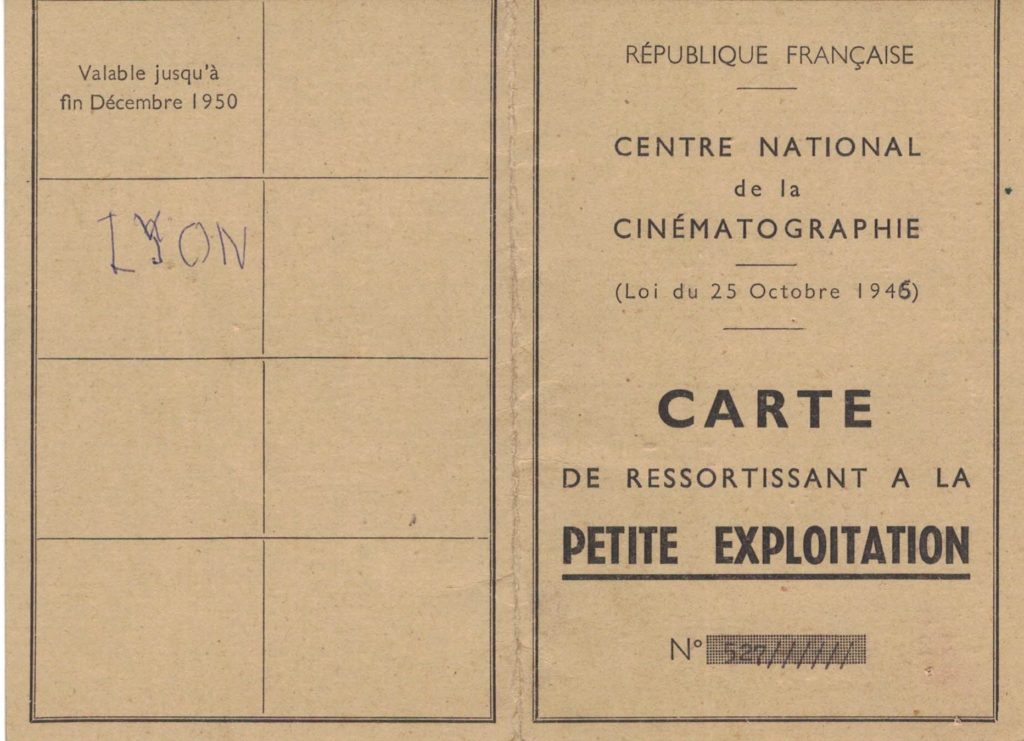 Valable jusqu'à
fin Décembre 1950
LYON
RÉPUBLIQUE FRANÇAISE
CENTRE NATIONAL
de la
CINÉMATOGRAPHIE
(Loi du 25 Octobre 1946)
CARTE
DE RESSORTISSANT A LA
PETITE EXPLOITATION
N° 527//////